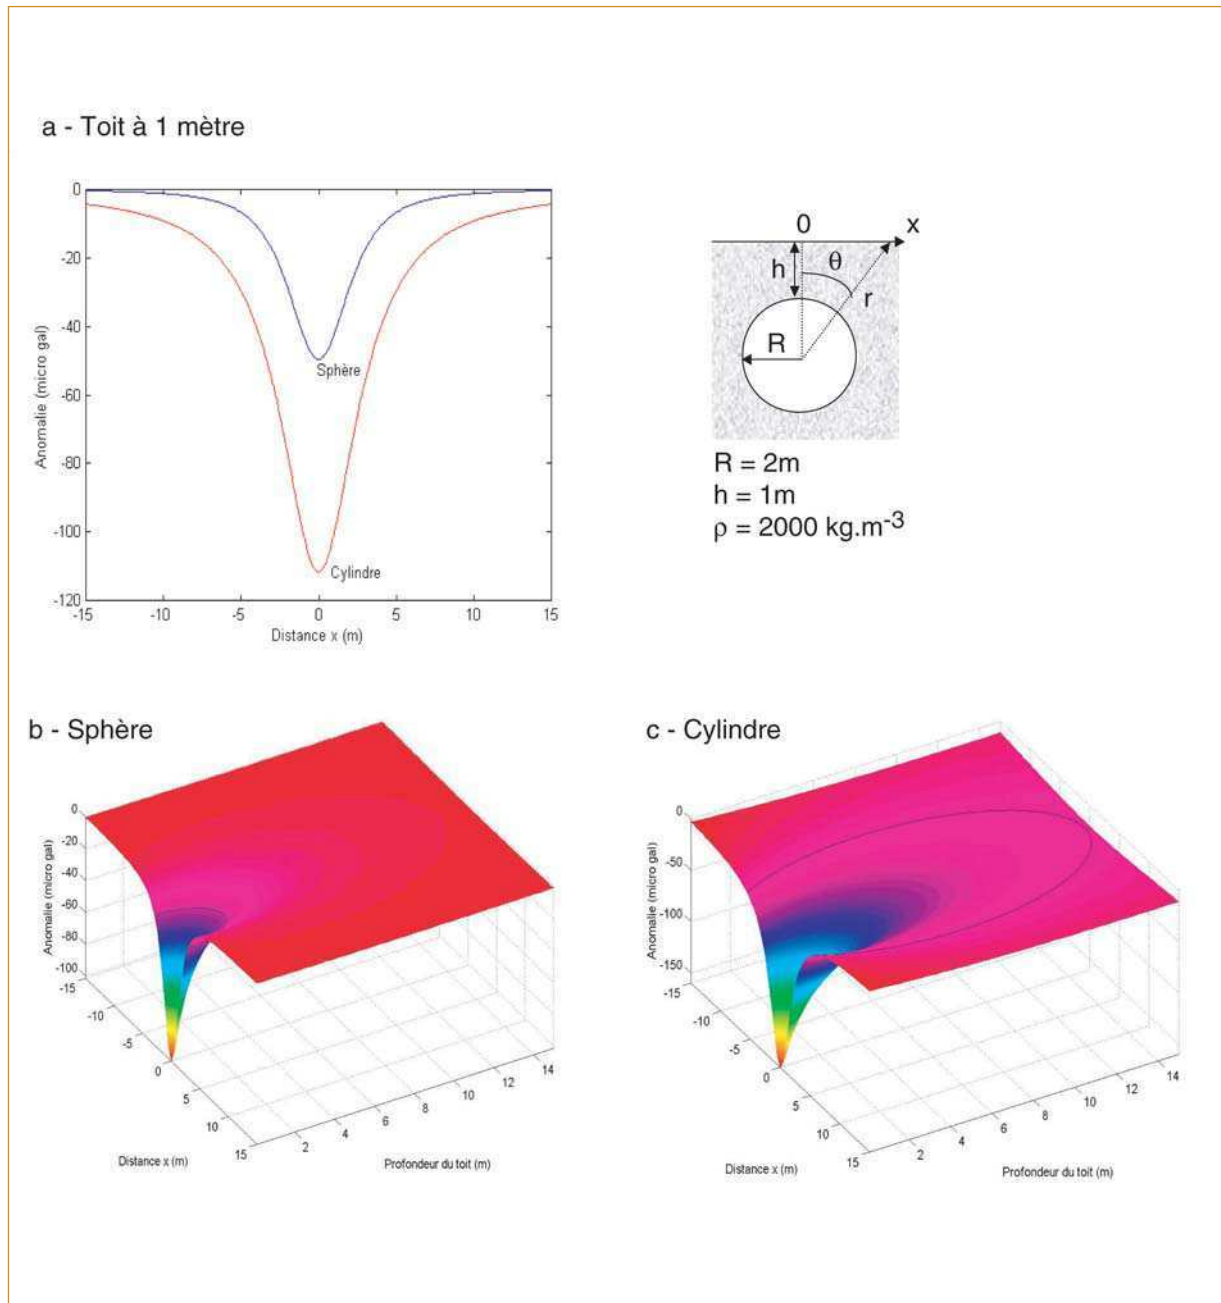 a - Toit à 1 mètre
0
-20
-40
-60
-80
-100
-120
Anomalie (micro gal)
Sphère
Cylindre
-15
-10
-5
0
5
10
15
Distance x (m)
0
x
h
θ
r
R
R = 2m
h = 1m
ρ = 2000 kg.m-3
b - Sphère
0
-20
-40
-60
-80
-100
Anomalie (micro gal)
-15
-10
-5
0
5
10
15
Distance x (m)
2
4
6
8
10
12
14
Profondeur du toit (m)
c - Cylindre
0
-50
-100
-150
Anomalie (micro gal)
-15
-10
-5
0
5
10
15
Distance x (m)
2
4
6
8
10
12
14
Profondeur du toit (m)